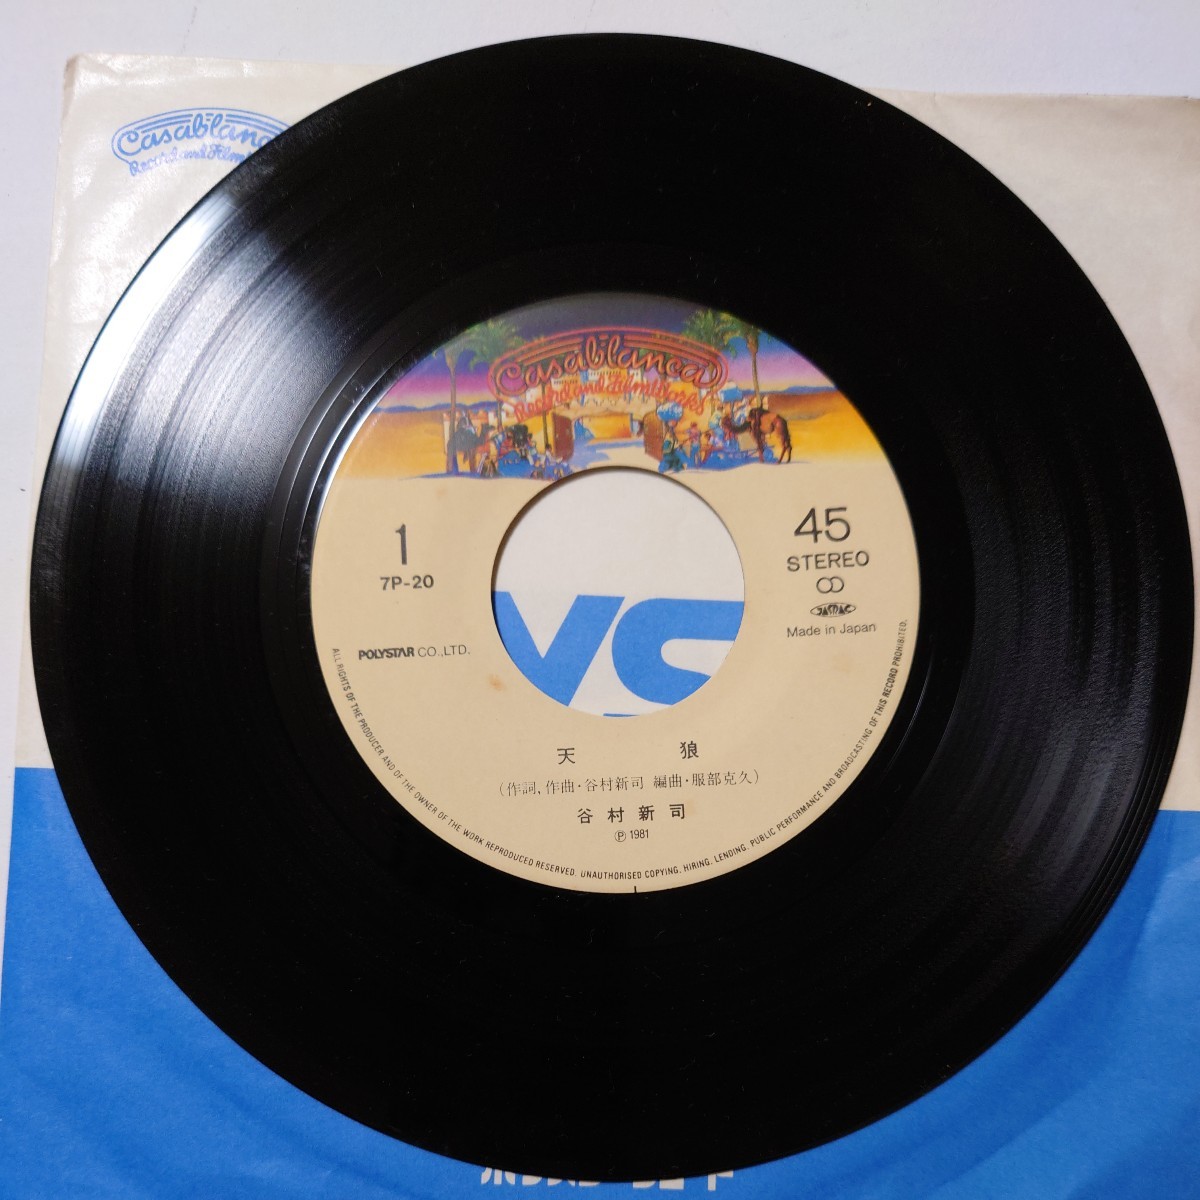 Casablanca
Record and Film
Casablanca
Record and FilmWorks
1
7P-20
45
STEREO
JASRAC
Made in Japan
POLYSTAR CO.,LTD.
VS
天 狼
(作詞、作曲・谷村新司 編曲・服部克久)
谷村新司
Ⓟ 1981
ALL RIGHTS OF THE PRODUCER AND OF THE OWNER OF THE WORK REPRODUCED RESERVED. UNAUTHORISED COPYING, HIRING, LENDING, PUBLIC PERFORMANCE AND BROADCASTING OF THIS RECORD PROHIBITED.